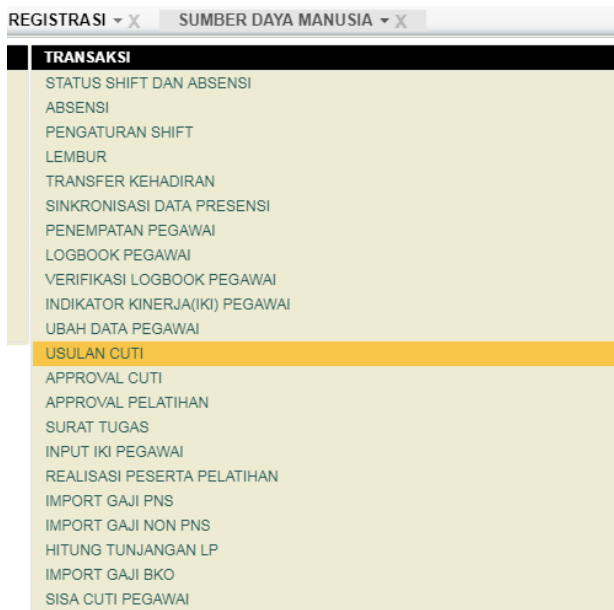 REGISTRASI X SUMBER DAYA MANUSIA X
TRANSAKSI
STATUS SHIFT DAN ABSENSI
ABSENSI
PENGATURAN SHIFT
LEMBUR
TRANSFER KEHADIRAN
SINKRONISASI DATA PRESENSI
PENEMPATAN PEGAWAI
LOGBOOK PEGAWAI
VERIFIKASI LOGBOOK PEGAWAI
INDIKATOR KINERJA(IKI) PEGAWAI
UBAH DATA PEGAWAI
USULAN CUTI
APPROVAL CUTI
APPROVAL PELATIHAN
SURAT TUGAS
INPUT IKI PEGAWAI
REALISASI PESERTA PELATIHAN
IMPORT GAJI PNS
IMPORT GAJI NON PNS
HITUNG TUNJANGAN LP
IMPORT GAJI BKO
SISA CUTI PEGAWAI